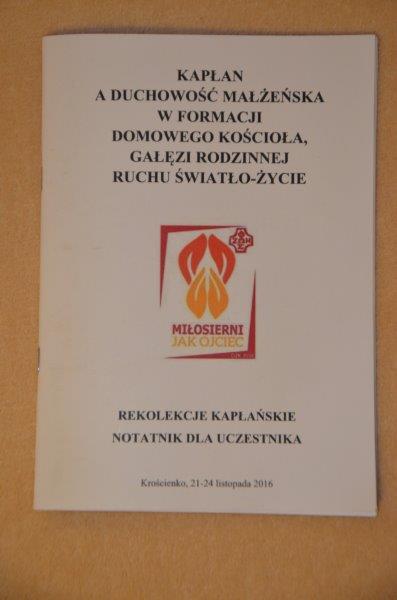 KAPŁAN
A DUCHOWOŚĆ MAŁŻEŃSKA
W FORMACJI
DOMOWEGO KOŚCIOŁA,
GAŁĘZI RODZINNEJ
RUCHU ŚWIATŁO-ŻYCIE
MIŁOSIERNI
JAK OJCIEC
REKOLEKCJE KAPŁAŃSKIE
NOTATNIK DLA UCZESTNIKA
Krościenko, 21-24 listopada 2016